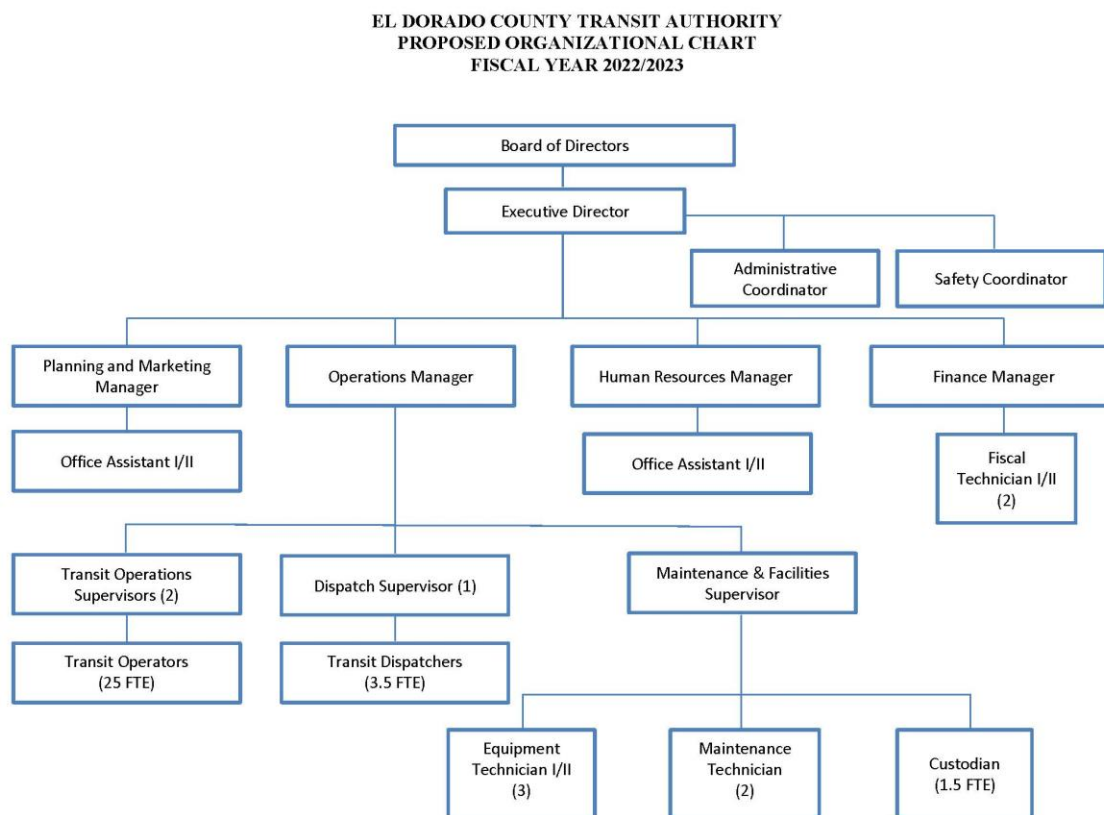 EL DORADO COUNTY TRANSIT AUTHORITY
PROPOSED ORGANIZATIONAL CHART
FISCAL YEAR 2022/2023
Board of Directors
Executive Director
Administrative
Coordinator
Safety Coordinator
Planning and Marketing
Manager
Operations Manager
Human Resources Manager
Finance Manager
Office Assistant I/II
Office Assistant I/II
Fiscal
Technician I/II
(2)
Transit Operations
Supervisors (2)
Dispatch Supervisor (1)
Maintenance & Facilities
Supervisor
Transit Operators
(25 FTE)
Transit Dispatchers
(3.5 FTE)
Equipment
Technician I/II
(3)
Maintenance
Technician
(2)
Custodian
(1.5 FTE)